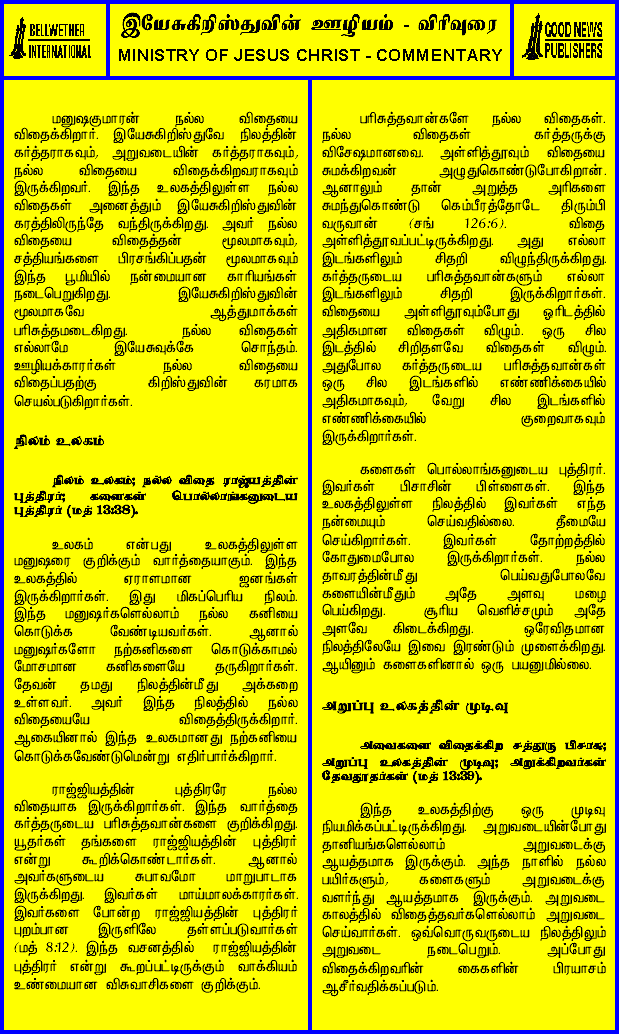 BELLWETHER
INTERNATIONAL
இயேசுகிறிஸ்துவின் ஊழியம் - விரிவுரை
MINISTRY OF JESUS CHRIST - COMMENTARY
GOOD NEWS
PUBLISHERS
மனுஷகுமாரன் நல்ல விதையை
விதைக்கிறார். இயேசுகிறிஸ்துவே நிலத்தின்
கர்த்தராகவும், அறுவடையின் கர்த்தராகவும்,
நல்ல விதையை விதைக்கிறவராகவும்
இருக்கிறவர். இந்த உலகத்திலுள்ள நல்ல
விதைகள் அனைத்தும் இயேசுகிறிஸ்துவின்
கரத்திலிருந்தே வந்திருக்கிறது. அவர் நல்ல
விதையை விதைத்தன் மூலமாகவும்,
சத்தியங்களை பிரசங்கிப்பதன் மூலமாகவும்
இந்த பூமியில் நன்மையான காரியங்கள்
நடைபெறுகிறது. இயேசுகிறிஸ்துவின்
மூலமாகவே ஆத்துமாக்கள்
பரிசுத்தமடைகிறது. நல்ல விதைகள்
எல்லாமே இயேசுவுக்கே சொந்தம்.
ஊழியக்காரர்கள் நல்ல விதையை
விதைப்பதற்கு கிறிஸ்துவின் கரமாக
செயல்படுகிறார்கள்.
நிலம் உலகம்
நிலம் உலகம்; நல்ல விதை ராஜ்யத்தின்
புத்திரர்; களைகள் பொல்லாங்கனுடைய
புத்திரர் (மத் 13:38).
உலகம் என்பது உலகத்திலுள்ள
மனுஷரை குறிக்கும் வார்த்தையாகும். இந்த
உலகத்தில் ஏராளமான ஜனங்கள்
இருக்கிறார்கள். இது மிகப்பெரிய நிலம்.
இந்த மனுஷர்களெல்லாம் நல்ல கனியை
கொடுக்க வேண்டியவர்கள். ஆனால்
மனுஷர்களோ நற்கனிகளை கொடுக்காமல்
மோசமான கனிகளையே தருகிறார்கள்.
தேவன் தமது நிலத்தின்மீது அக்கறை
உள்ளவர். அவர் இந்த நிலத்தில் நல்ல
விதையையே விதைத்திருக்கிறார்.
ஆகையினால் இந்த உலகமானது நற்கனியை
கொடுக்கவேண்டுமென்று எதிர்பார்க்கிறார்.
ராஜ்ஜியத்தின் புத்திரரே நல்ல
விதையாக இருக்கிறார்கள். இந்த வார்த்தை
கர்த்தருடைய பரிசுத்தவான்களை குறிக்கிறது.
யூதர்கள் தங்களை ராஜ்ஜியத்தின் புத்திரர்
என்று கூறிக்கொண்டார்கள். ஆனால்
அவர்களுடைய சுபாவமோ மாறுபாடாக
இருக்கிறது. இவர்கள் மாய்மாலக்காரர்கள்.
இவர்களை போன்ற ராஜ்ஜியத்தின் புத்திரர்
புறம்பான இருளிலே தள்ளப்படுவார்கள்
(மத் 8:12). இந்த வசனத்தில் ராஜ்ஜியத்தின்
புத்திரர் என்று கூறப்பட்டிருக்கும் வாக்கியம்
உண்மையான விசுவாசிகளை குறிக்கும்.
பரிசுத்தவான்களே நல்ல விதைகள்.
நல்ல விதைகள் கர்த்தருக்கு
விசேஷமானவை. அள்ளித்தூவும் விதையை
சுமக்கிறவன் அழுதுகொண்டுபோகிறான்.
ஆனாலும் தான் அறுத்த அரிகளை
சுமந்துகொண்டு கெம்பீரத்தோடே திரும்பி
வருவான் (சங் 126:6). விதை
அள்ளித்தூவப்பட்டிருக்கிறது. அது எல்லா
இடங்களிலும் சிதறி விழுந்திருக்கிறது.
கர்த்தருடைய பரிசுத்தவான்களும் எல்லா
இடங்களிலும் சிதறி இருக்கிறார்கள்.
விதையை அள்ளிதூவும்போது ஓரிடத்தில்
அதிகமான விதைகள் விழும். ஒரு சில
இடத்தில் சிறிதளவே விதைகள் விழும்.
அதுபோல கர்த்தருடைய பரிசுத்தவான்கள்
ஒரு சில இடங்களில் எண்ணிக்கையில்
அதிகமாகவும், வேறு சில இடங்களில்
எண்ணிக்கையில் குறைவாகவும்
இருக்கிறார்கள்.
களைகள் பொல்லாங்கனுடைய புத்திரர்.
இவர்கள் பிசாசின் பிள்ளைகள். இந்த
உலகத்திலுள்ள நிலத்தில் இவர்கள் எந்த
நன்மையும் செய்வதில்லை. தீமையே
செய்கிறார்கள். இவர்கள் தோற்றத்தில்
கோதுமைபோல இருக்கிறார்கள். நல்ல
தாவரத்தின்மீது பெய்வதுபோலவே
களையின்மீதும் அதே அளவு மழை
பெய்கிறது. சூரிய வெளிச்சமும் அதே
அளவே கிடைக்கிறது. ஒரேவிதமான
நிலத்திலேயே இவை இரண்டும் முளைக்கிறது.
ஆயினும் களைகளினால் ஒரு பயனுமில்லை.
அறுப்பு உலகத்தின் முடிவு
அவைகளை விதைக்கிற சத்துரு பிசாசு;
அறுப்பு உலகத்தின் முடிவு; அறுக்கிறவர்கள்
தேவதூதர்கள் (மத் 13:39).
இந்த உலகத்திற்கு ஒரு முடிவு
நியமிக்கப்பட்டிருக்கிறது. அறுவடையின்போது
தானியங்களெல்லாம் அறுவடைக்கு
ஆயத்தமாக இருக்கும். அந்த நாளில் நல்ல
பயிர்களும், களைகளும் அறுவடைக்கு
வளர்ந்து ஆயத்தமாக இருக்கும். அறுவடை
காலத்தில் விதைத்தவர்களெல்லாம் அறுவடை
செய்வார்கள். ஒவ்வொருவருடைய நிலத்திலும்
அறுவடை நடைபெறும். அப்போது
விதைக்கிறவரின் கைகளின் பிரயாசம்
ஆசீர்வதிக்கப்படும்.